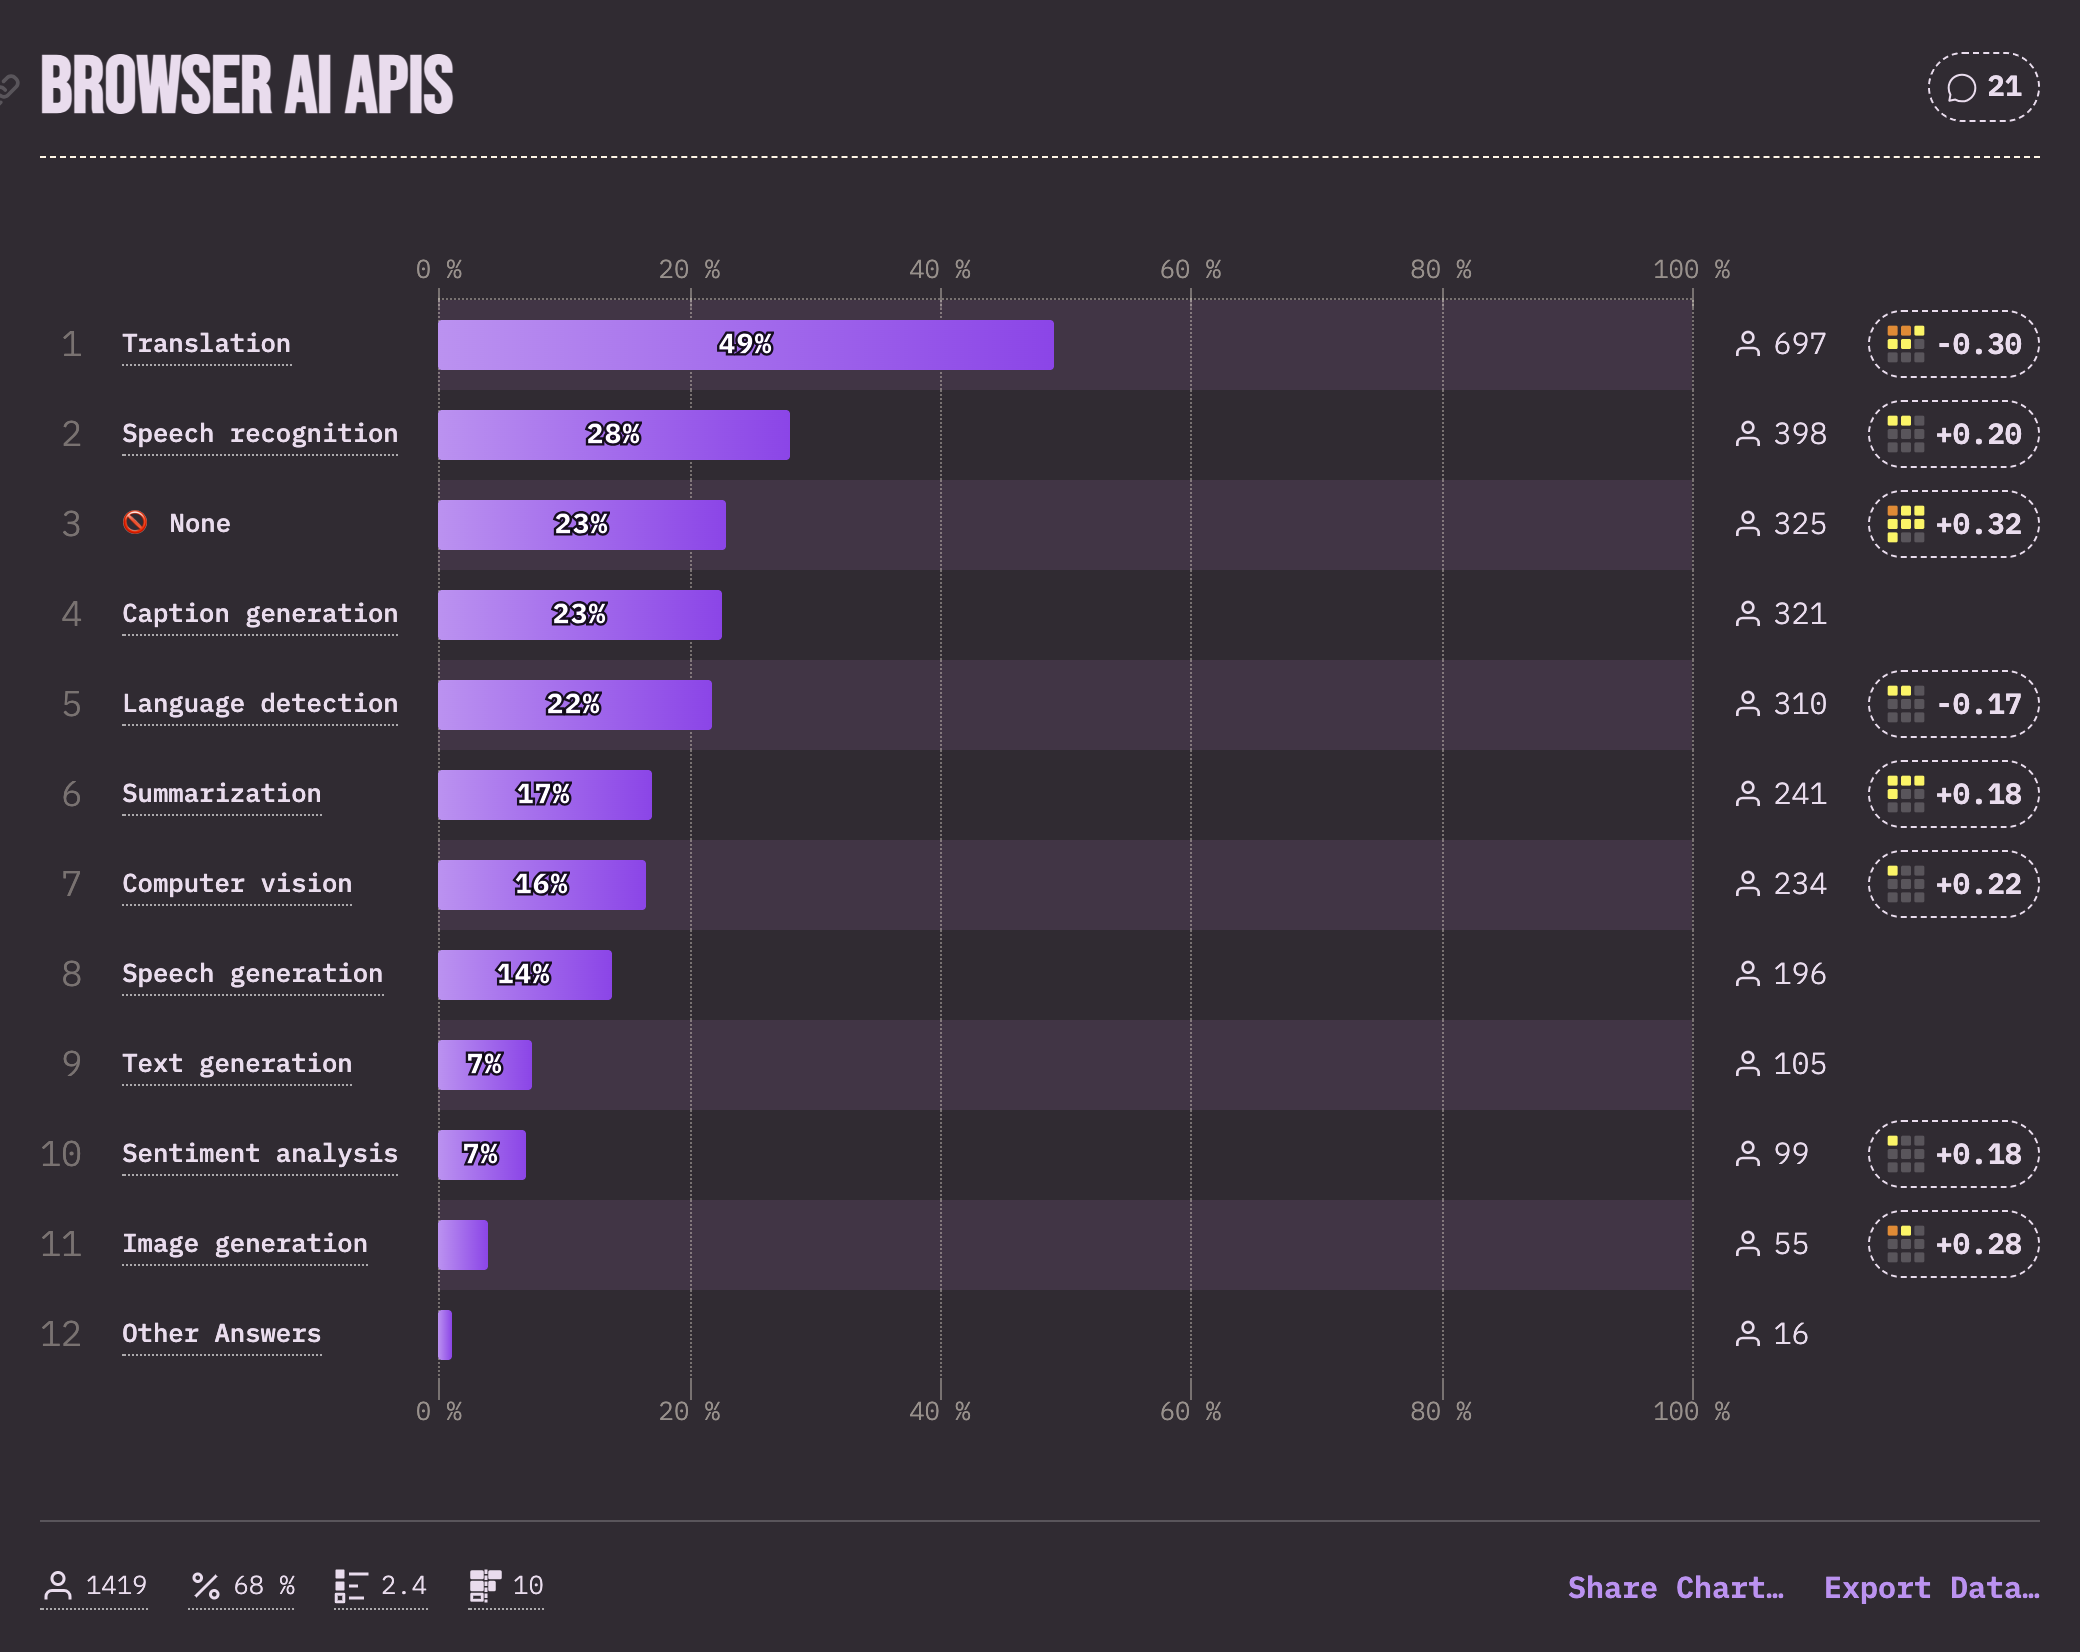 BROWSER AI APIS
21
0 % 20 % 40 % 60 % 80 % 100 %
1 Translation 49% 697 -0.30
2 Speech recognition 28% 398 +0.20
3 None 23% 325 +0.32
4 Caption generation 23% 321
5 Language detection 22% 310 -0.17
6 Summarization 17% 241 +0.18
7 Computer vision 16% 234 +0.22
8 Speech generation 14% 196
9 Text generation 7% 105
10 Sentiment analysis 7% 99 +0.18
11 Image generation 55 +0.28
12 Other Answers 16
0 % 20 % 40 % 60 % 80 % 100 %
1419 68 % 2.4 10
Share Chart… Export Data…